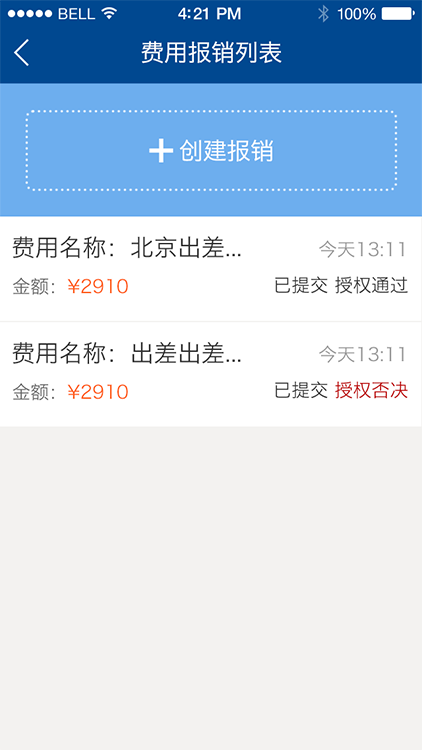 BELL 4:21 PM 100%
费用报销列表
创建报销
费用名称：北京出差... 今天13:11
金额：¥2910 已提交 授权通过
费用名称：出差出差... 今天13:11
金额：¥2910 已提交 授权否决